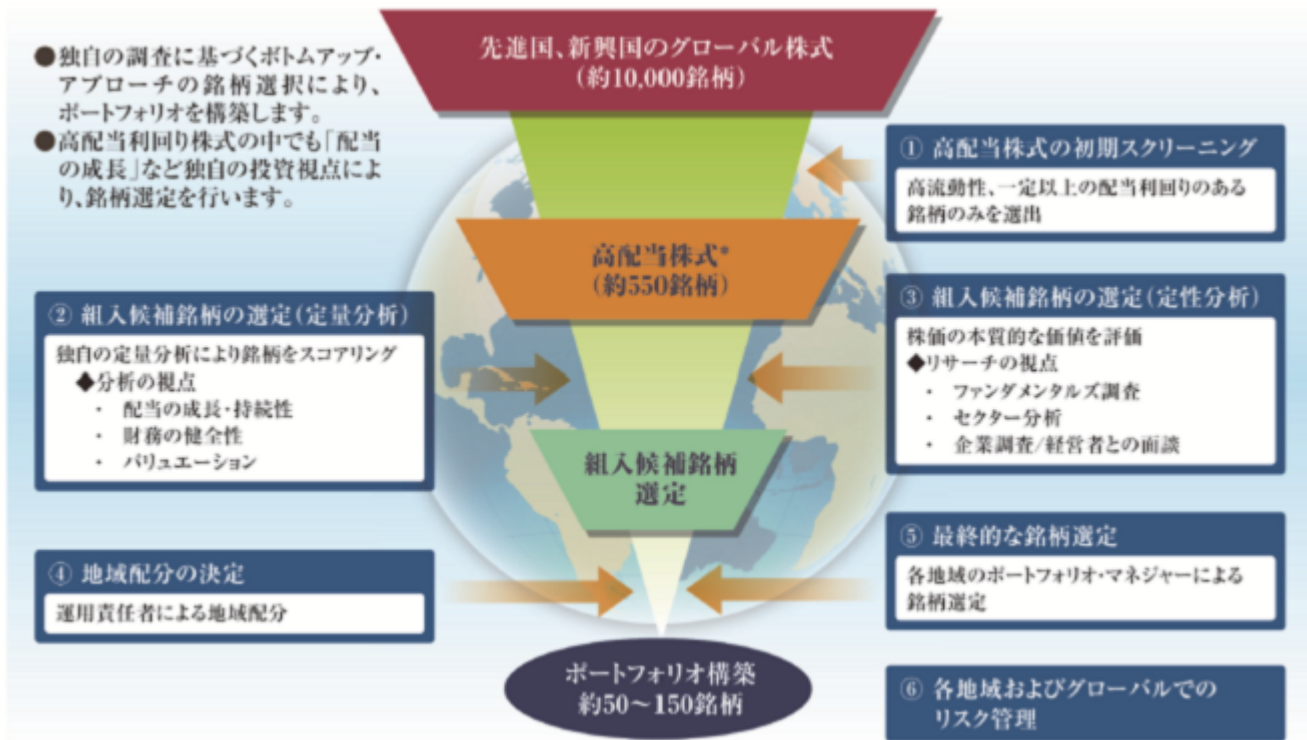 ●独自の調査に基づくボトムアップ・
アプローチの銘柄選択により、
ポートフォリオを構築します。
●高配当利回り株式の中でも「配当
の成長」など独自の投資視点によ
り、銘柄選定を行います。
先進国、新興国のグローバル株式
(約10,000銘柄)
① 高配当株式の初期スクリーニング
高流動性、一定以上の配当利回りのある
銘柄のみを選出
高配当株式*
(約550銘柄)
② 組入候補銘柄の選定(定量分析)
独自の定量分析により銘柄をスコアリング
◆分析の視点
・ 配当の成長・持続性
・ 財務の健全性
・ バリュエーション
③ 組入候補銘柄の選定(定性分析)
株価の本質的な価値を評価
◆リサーチの視点
・ ファンダメンタルズ調査
・ セクター分析
・ 企業調査/経営者との面談
組入候補銘柄
選定
④ 地域配分の決定
運用責任者による地域配分
⑤ 最終的な銘柄選定
各地域のポートフォリオ・マネジャーによる
銘柄選定
ポートフォリオ構築
約50～150銘柄
⑥ 各地域およびグローバルでの
リスク管理